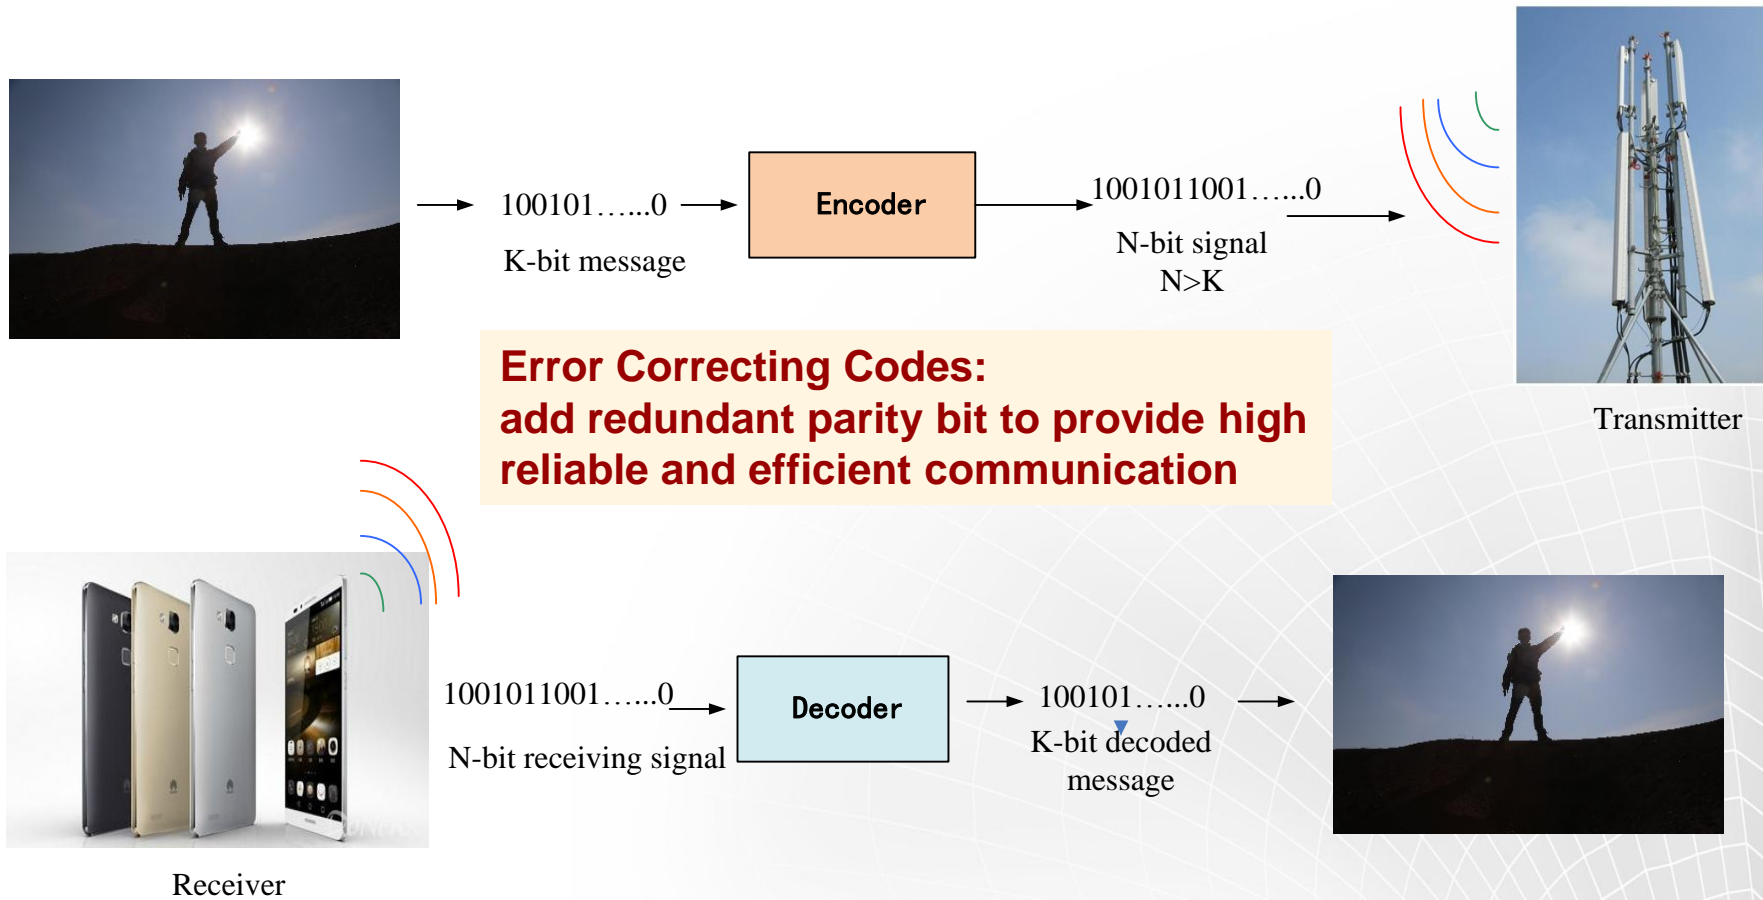 100101…...0
K-bit message
Encoder
1001011001…...0
N-bit signal
N>K
Transmitter
Error Correcting Codes:
add redundant parity bit to provide high
reliable and efficient communication
Receiver
1001011001…...0
N-bit receiving signal
Decoder
100101…...0
K-bit decoded
message